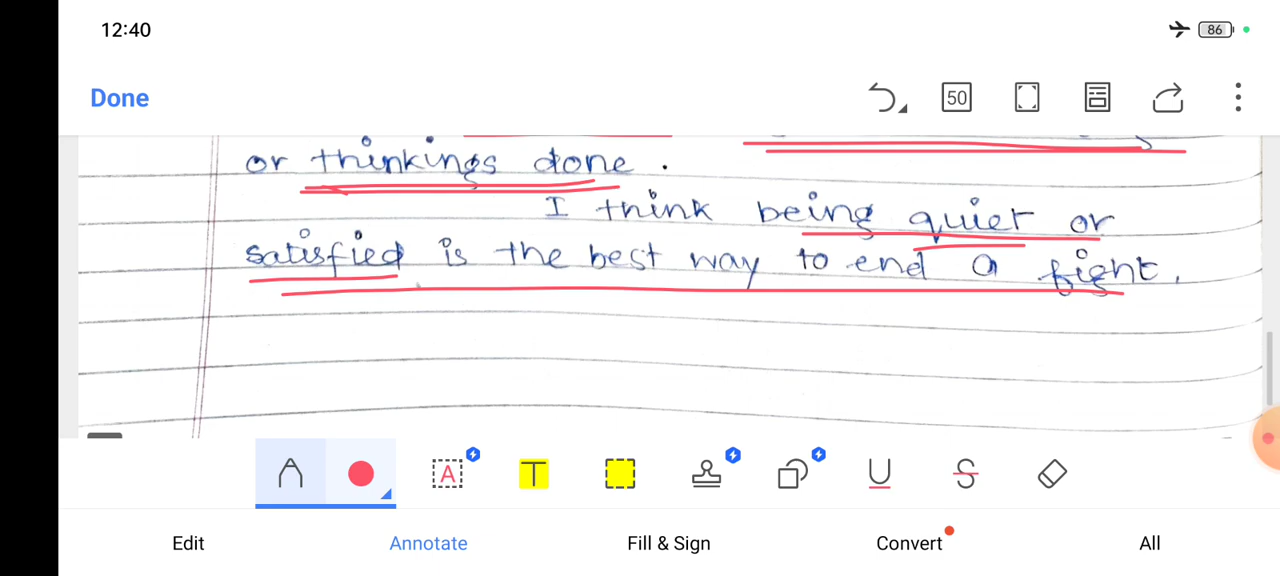 12:40
86
Done
50
or thinkings done.
I think being quiet or
satisfied is the best way to end a fight.
A
T
U
S
Edit
Annotate
Fill & Sign
Convert
All